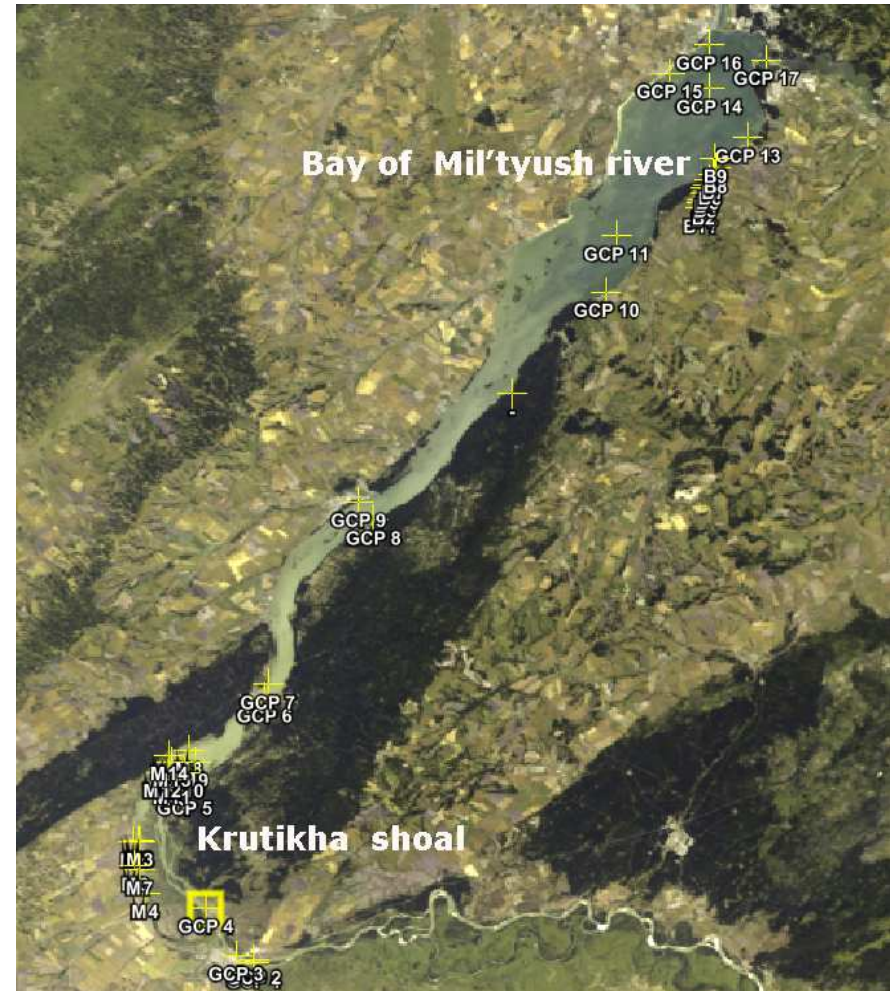 GCP 16
GCP 17
GCP 15
GCP 14
GCP 13
Bay of Mil'tyush river
B9
B8
GCP 11
GCP 10
-
GCP 9
GCP 8
GCP 7
GCP 6
M14
GCP 5
Krutikha shoal
M3
M7
M4
GCP 4
GCP 3